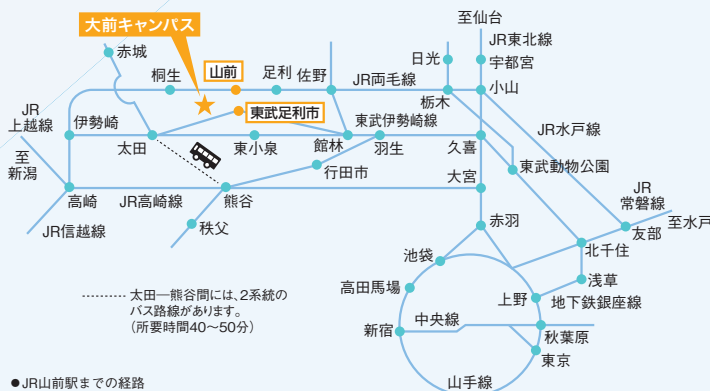 大前キャンパス
至仙台
JR東北線
赤城
日光
宇都宮
桐生
山前
足利
佐野
JR両毛線
栃木
小山
JR
上越線
伊勢崎
東武足利市
東武伊勢崎線
JR水戸線
至
新潟
太田
東小泉
館林
羽生
久喜
東武動物公園
行田市
大宮
JR
常磐線
高崎
JR高崎線
熊谷
至水戸
JR信越線
秩父
赤羽
友部
北千住
池袋
浅草
太田―熊谷間には、2系統の
バス路線があります。
(所要時間40〜50分)
高田馬場
上野
地下鉄銀座線
新宿
中央線
秋葉原
東京
山手線
●JR山前駅までの経路